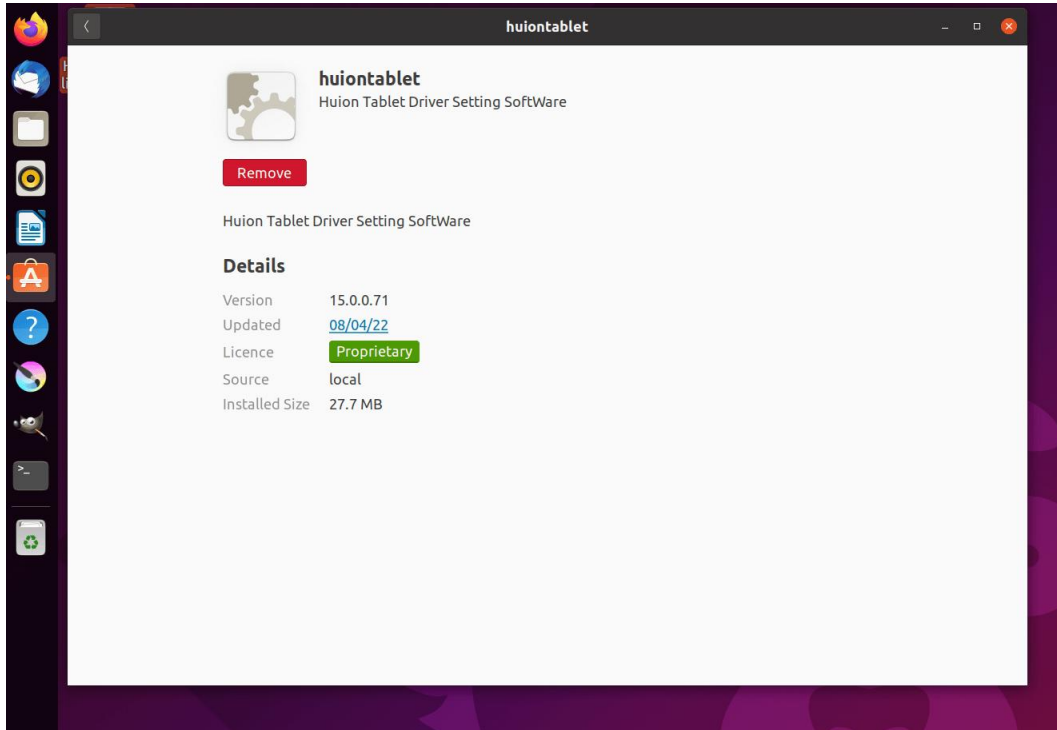 huiontablet
H
li
huiontablet
Huion Tablet Driver Setting SoftWare
Remove
Huion Tablet Driver Setting SoftWare
Details
Version 15.0.0.71
Updated 08/04/22
Licence Proprietary
Source local
Installed Size 27.7 MB